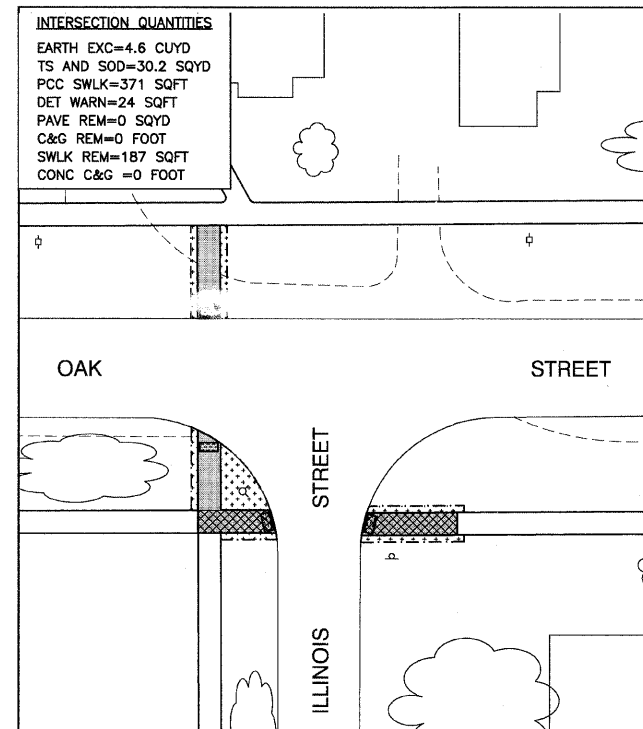 INTERSECTION QUANTITIES
EARTH EXC=4.6 CUYD
TS AND SOD=30.2 SQYD
PCC SWLK=371 SQFT
DET WARN=24 SQFT
PAVE REM=0 SQYD
C&G REM=0 FOOT
SWLK REM=187 SQFT
CONC C&G =0 FOOT
OAK STREET
ILLINOIS STREET